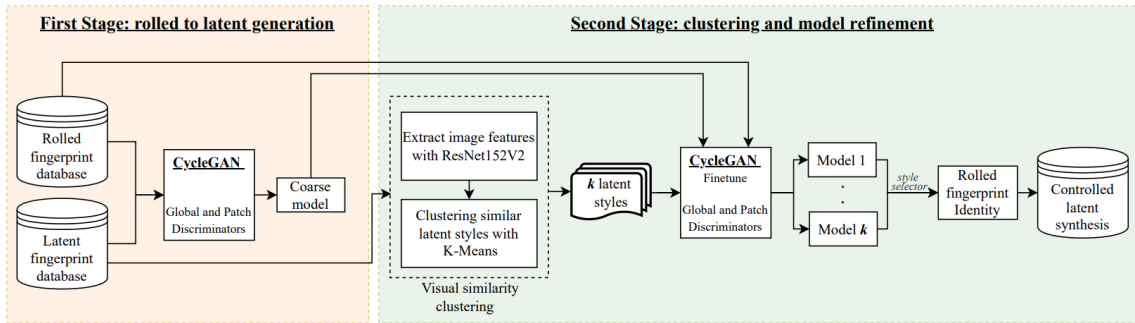 First Stage: rolled to latent generation
Second Stage: clustering and model refinement
Rolled
fingerprint
database
Latent
fingerprint
database
CycleGAN
Global and Patch
Discriminators
Coarse
model
Extract image features
with ResNet152V2
Clustering similar
latent styles with
K-Means
Visual similarity
clustering
k latent
styles
CycleGAN
Finetune
Global and Patch
Discriminators
Model 1
.
.
Model k
style
selector
Rolled
fingerprint
Identity
Controlled
latent
synthesis